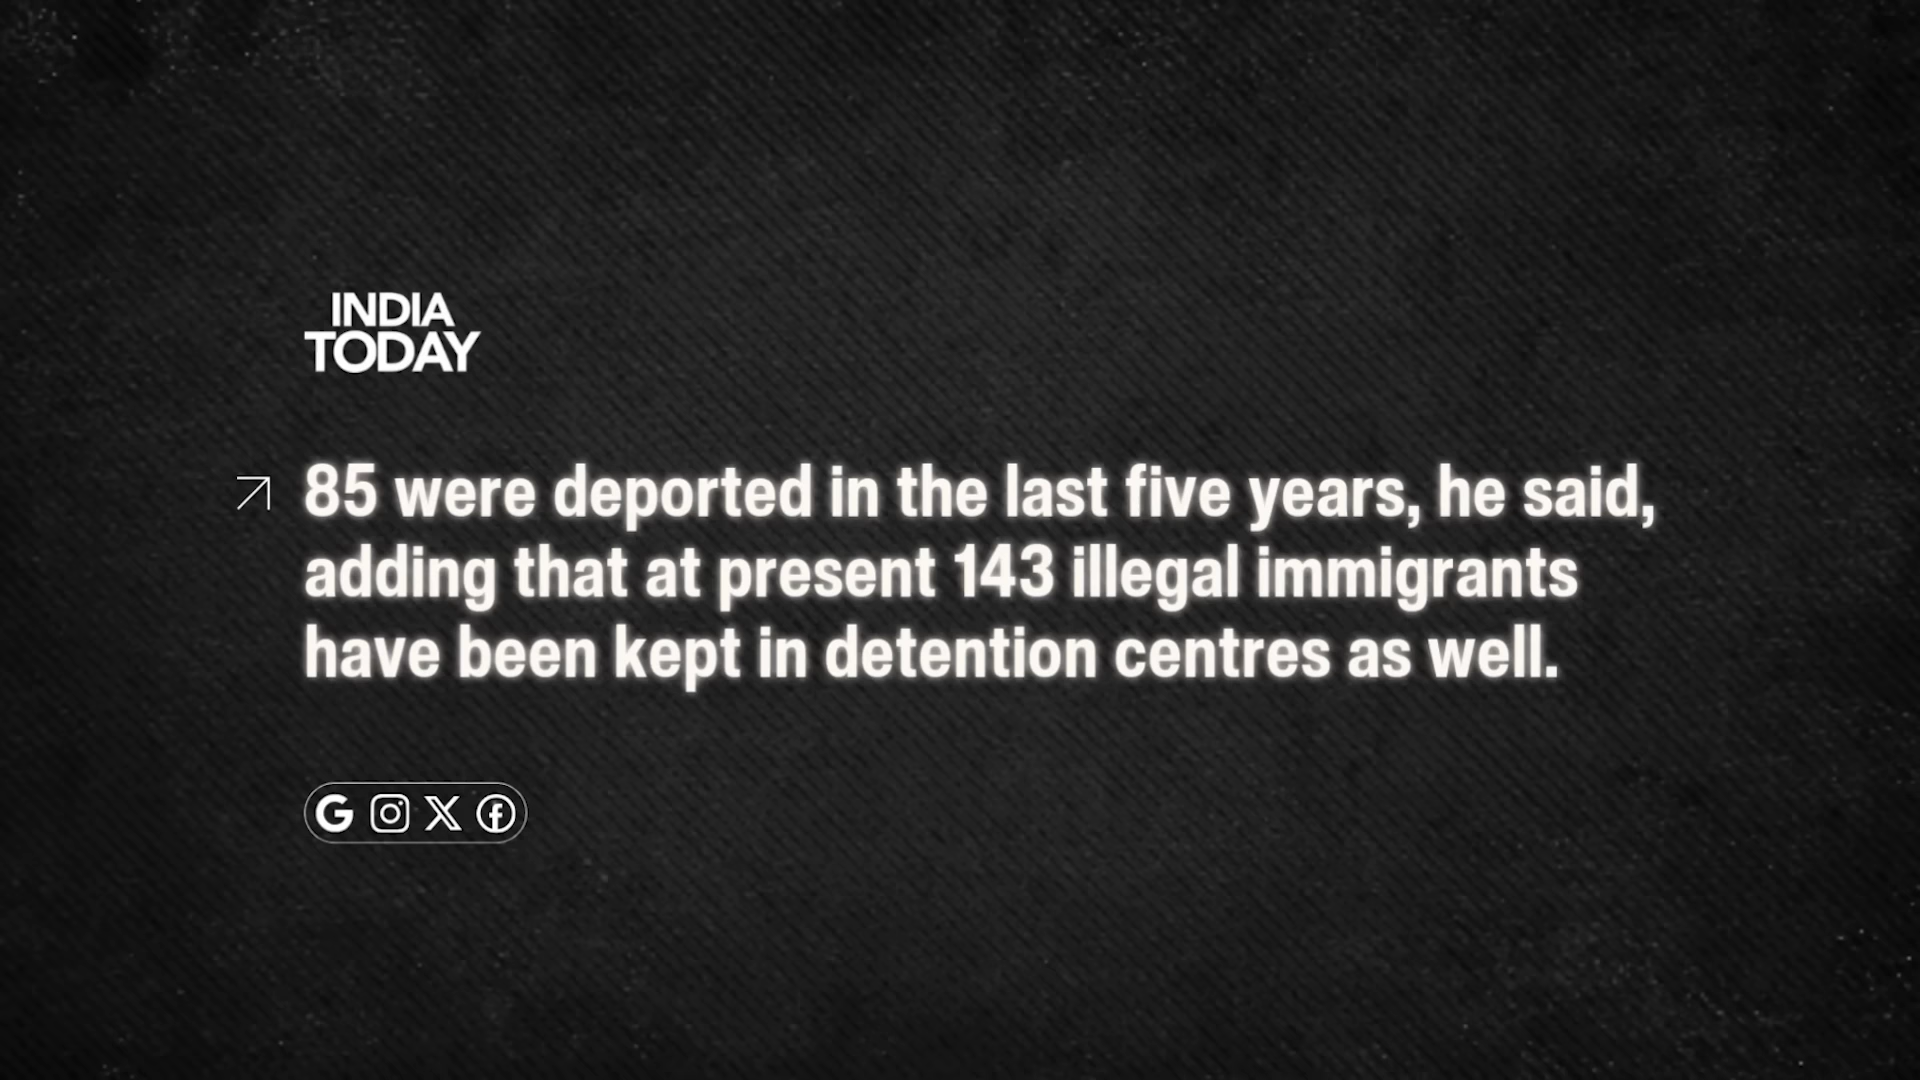 INDIA
TODAY
85 were deported in the last five years, he said,
adding that at present 143 illegal immigrants
have been kept in detention centres as well.